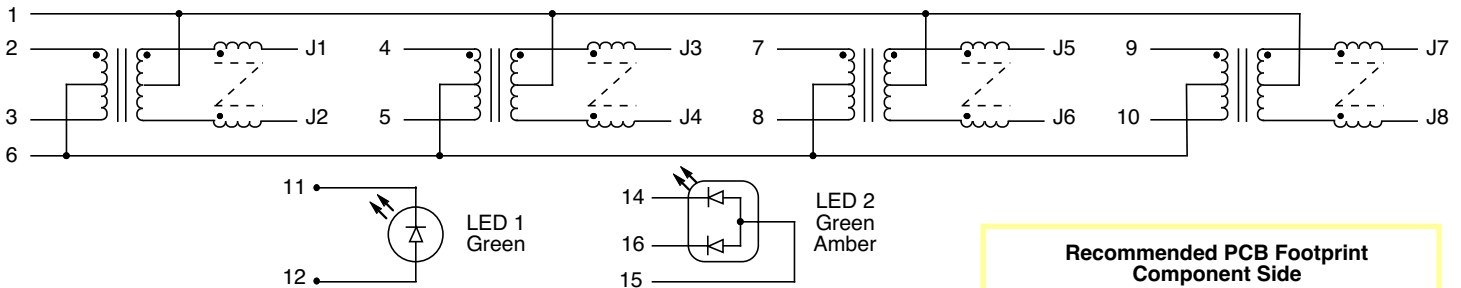 1
2 J1 4 J3 7 J5 9 J7
3 J2 5 J4 8 J6 10 J8
6
11
12
LED 1
Green
14
16
15
LED 2
Green
Amber
Recommended PCB Footprint
Component Side